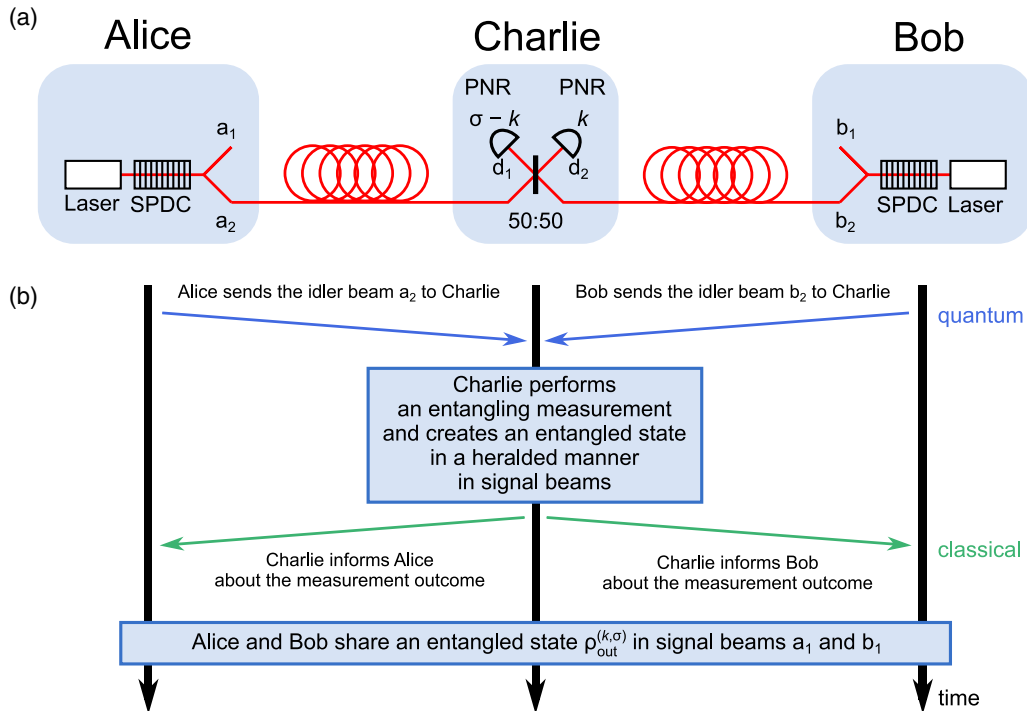 (a)
Alice
Charlie
Bob
PNR
PNR
σ − k
k
a₁
b₁
d₁
d₂
Laser
SPDC
SPDC
Laser
a₂
50:50
b₂
(b)
Alice sends the idler beam a₂ to Charlie
Bob sends the idler beam b₂ to Charlie
quantum
Charlie performs
an entangling measurement
and creates an entangled state
in a heralded manner
in signal beams
classical
Charlie informs Alice
about the measurement outcome
Charlie informs Bob
about the measurement outcome
Alice and Bob share an entangled state ρ_out^(k,σ) in signal beams a₁ and b₁
time